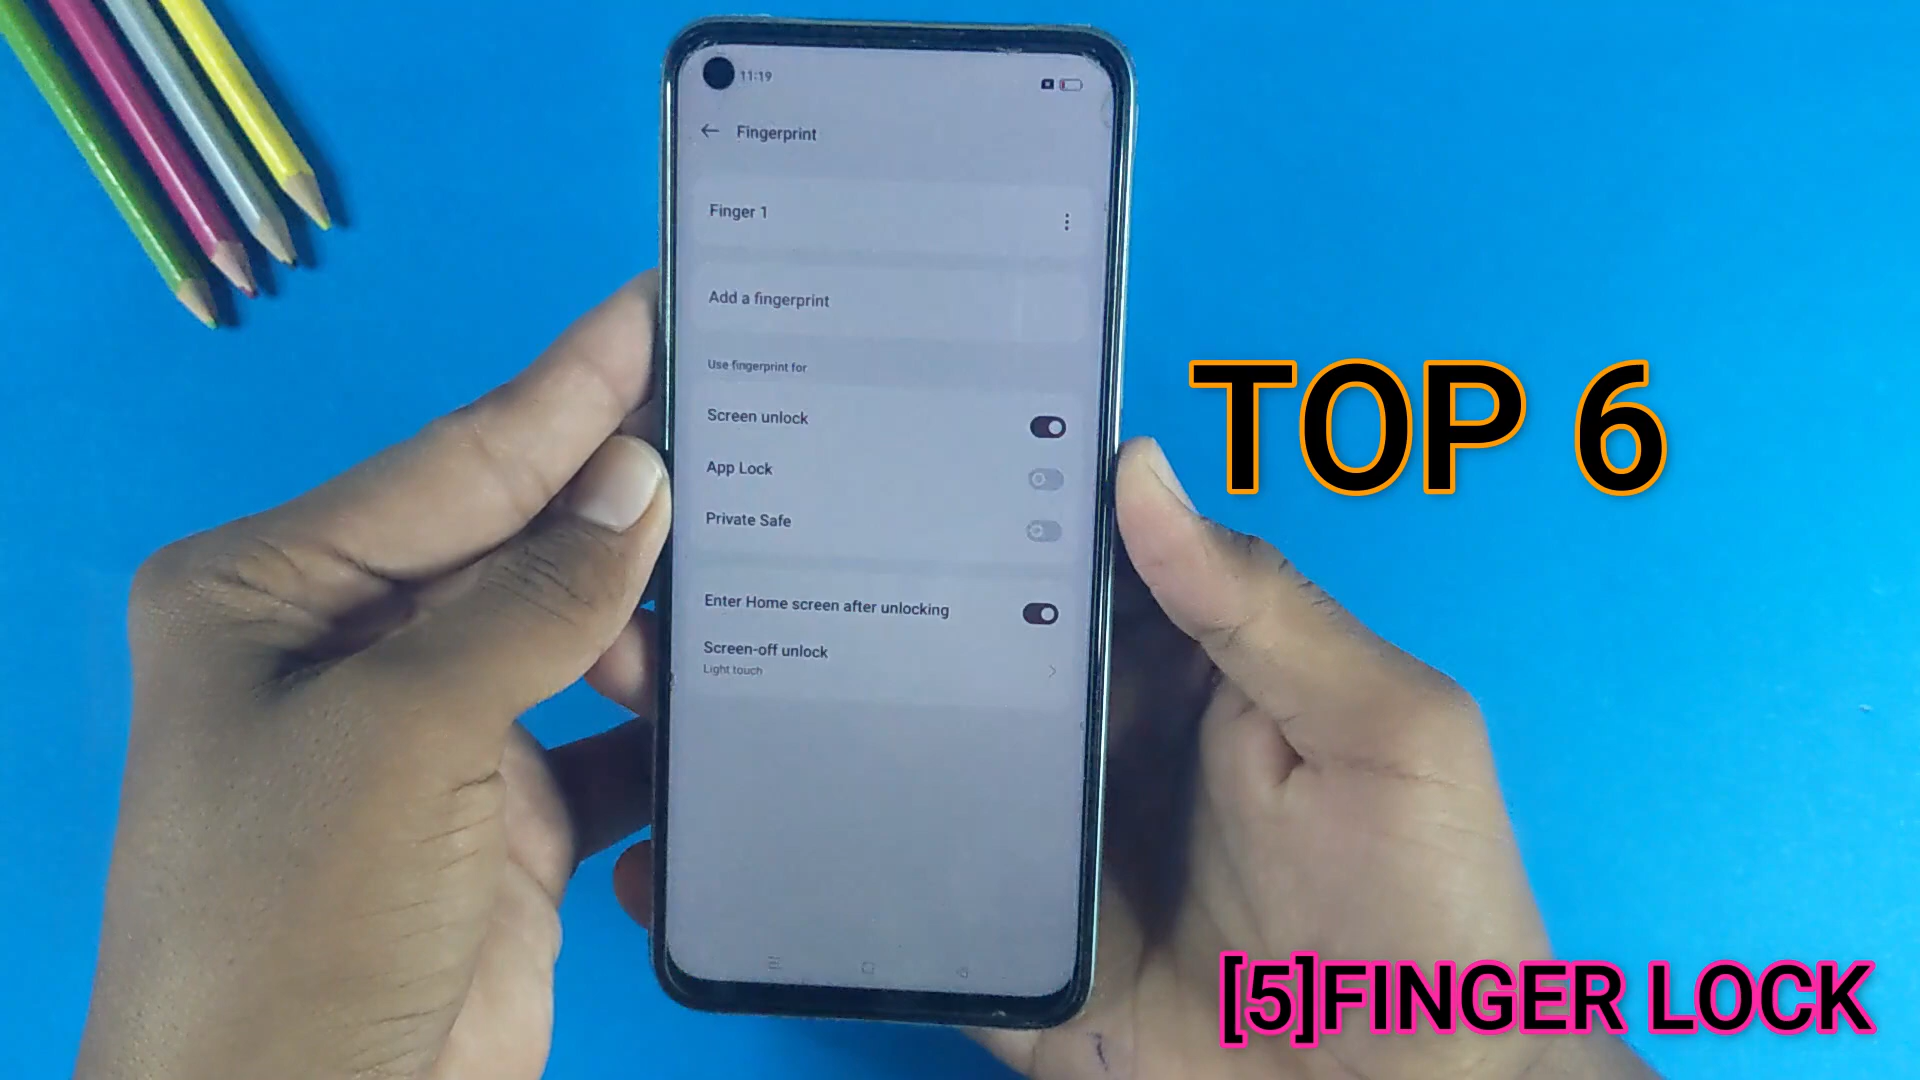 11:19
Fingerprint
Finger 1
Add a fingerprint
Use fingerprint for
Screen unlock
App Lock
Private Safe
Enter Home screen after unlocking
Screen-off unlock
Light touch
TOP 6
[5]FINGER LOCK